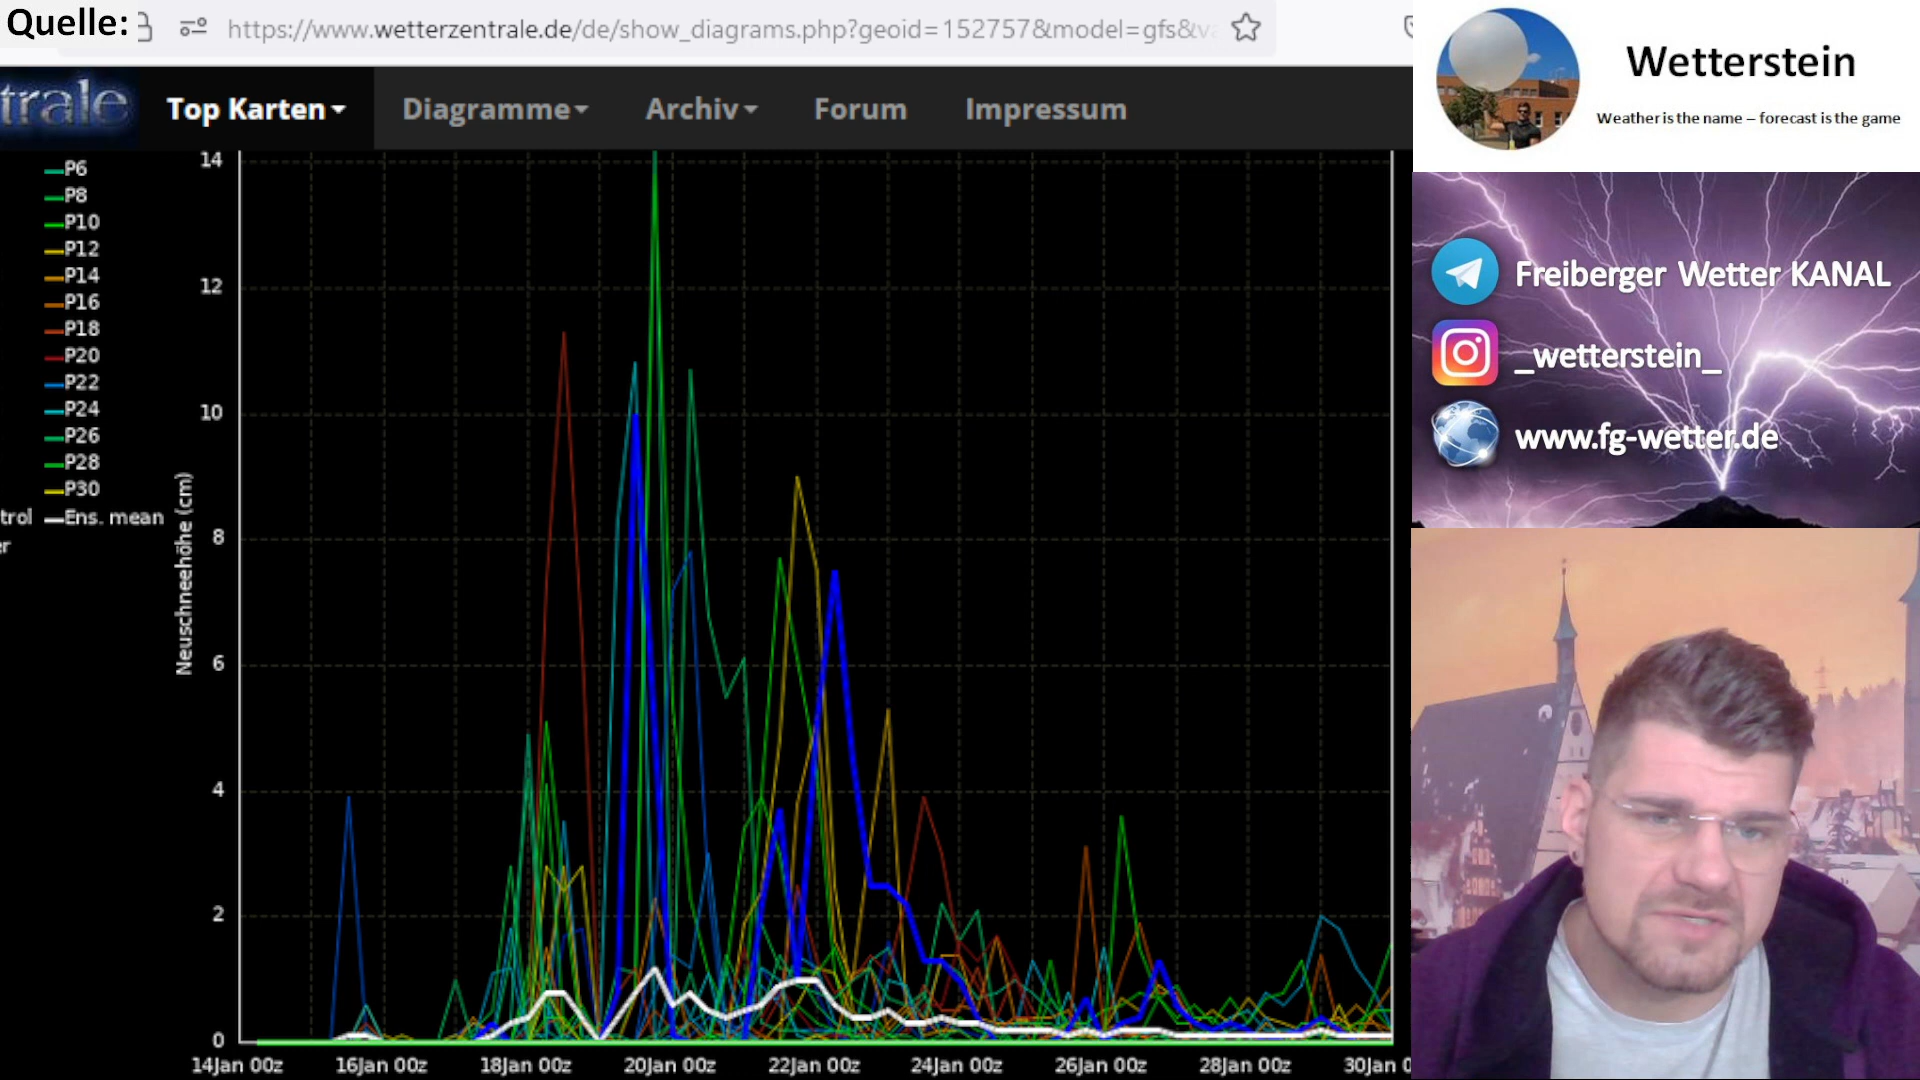 Quelle:
https://www.wetterzentrale.de/de/show_diagrams.php?geoid=152757&model=gfs&v
trale
Top Karten
Diagramme
Archiv
Forum
Impressum
P6
P8
P10
P12
P14
P16
P18
P20
P22
P24
P26
P28
P30
trol
Ens. mean
er
Neuschneehöhe (cm)
14
12
10
8
6
4
2
0
14Jan 00z
16Jan 00z
18Jan 00z
20Jan 00z
22Jan 00z
24Jan 00z
26Jan 00z
28Jan 00z
30Jan 0
Wetterstein
Weather is the name – forecast is the game
Freiberger Wetter KANAL
_wetterstein_
www.fg-wetter.de